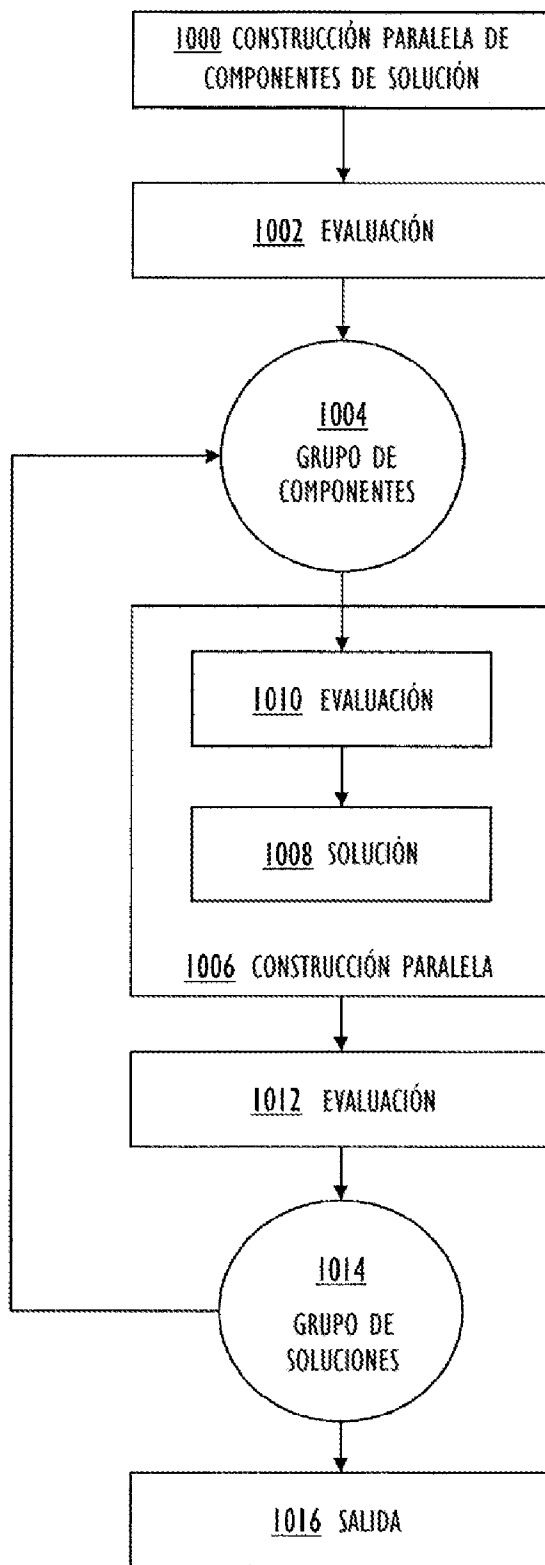 1000 CONSTRUCCIÓN PARALELA DE
COMPONENTES DE SOLUCIÓN
1002 EVALUACIÓN
1004
GRUPO DE
COMPONENTES
1010 EVALUACIÓN
1008 SOLUCIÓN
1006 CONSTRUCCIÓN PARALELA
1012 EVALUACIÓN
1014
GRUPO DE
SOLUCIONES
1016 SALIDA